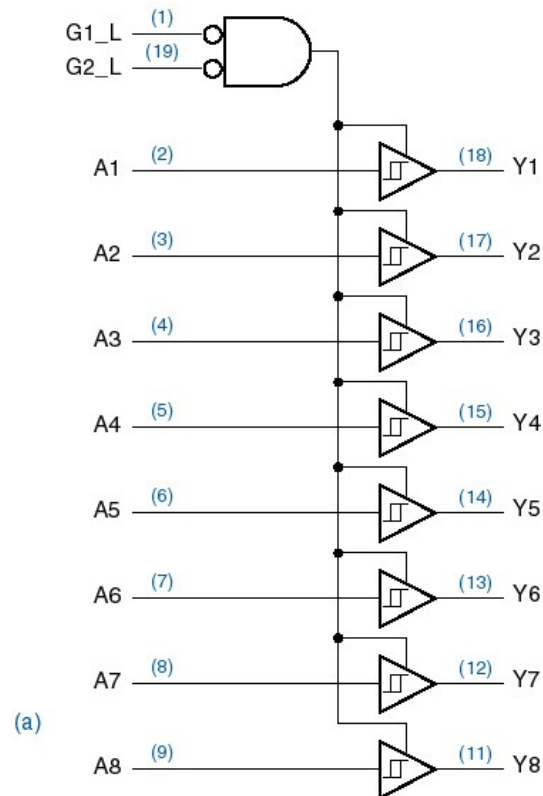 G1_L (1)
G2_L (19)
A1 (2) (18) Y1
A2 (3) (17) Y2
A3 (4) (16) Y3
A4 (5) (15) Y4
A5 (6) (14) Y5
A6 (7) (13) Y6
A7 (8) (12) Y7
(a)
A8 (9) (11) Y8